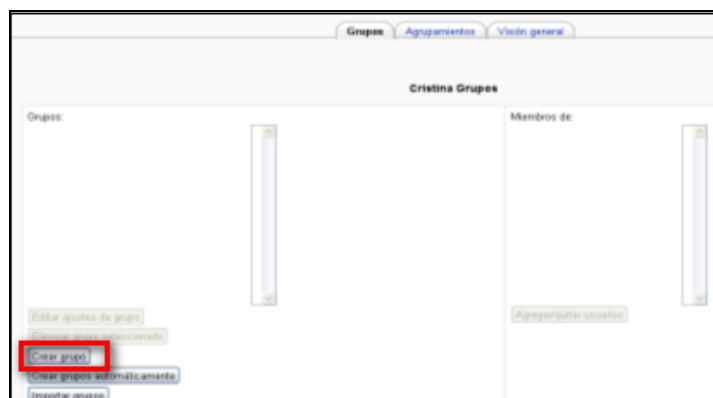 Grupos Agrupamientos Visión general
Cristina Grupos
Grupos:
Miembros de:
Editar ajustes de grupo
Agregar/quitar usuarios
Eliminar grupo seleccionado
Crear grupo
Crear grupos automáticamente
Importar grupos